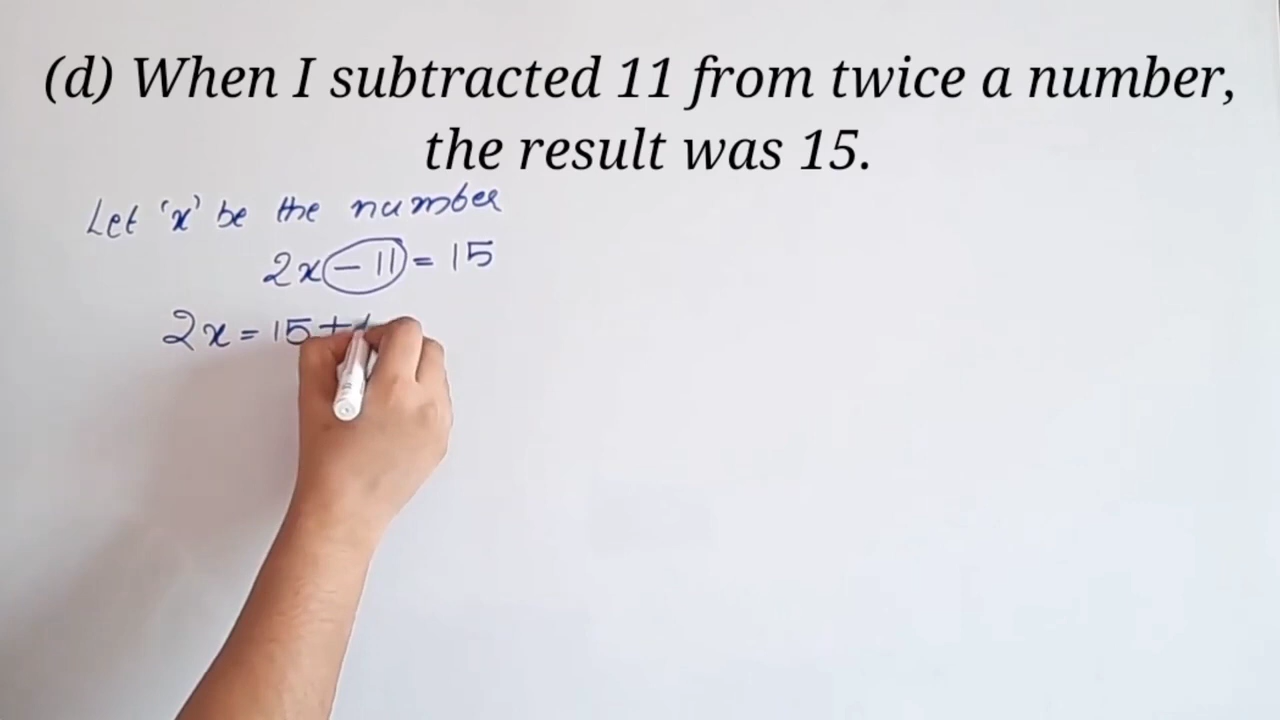 (d) When I subtracted 11 from twice a number,
the result was 15.
Let 'x' be the number
2x - 11 = 15
2x = 15 +